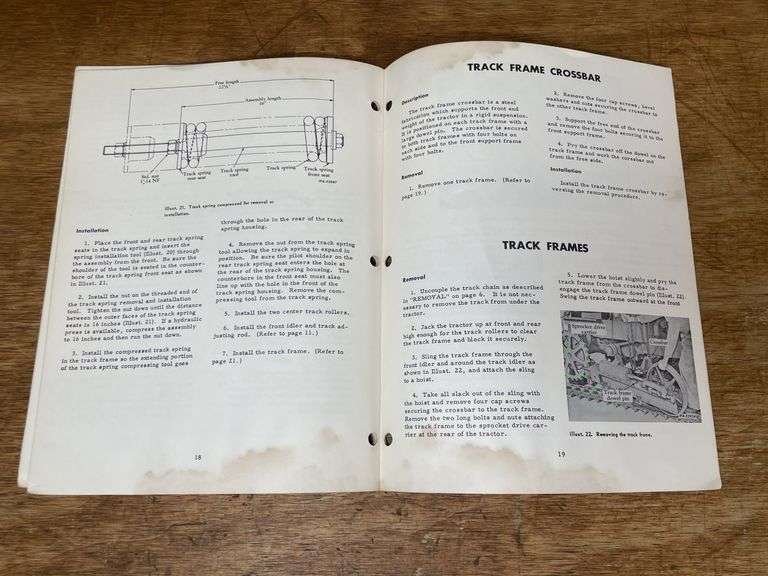 Free length
Assembly length
16"
Std. nut
1"-14 NF
Track spring
rear seat
Track spring
tool
Track spring
Track spring
front seat
Illust. 21. Track spring compressed for removal or
installation.
Installation
1. Place the front and rear track spring
seats in the track spring and insert the
spring installation tool (Illust. 20) through
the assembly from the front. Be sure the
shoulder of the tool is seated in the counter-
bore of the track spring front seat as shown
in Illust. 21.
2. Install the nut on the threaded end of
the track spring removal and installation
tool. Tighten the nut down until the distance
between the outer faces of the track spring
seats is 16 inches (Illust. 21). If a hydraulic
press is available, compress the assembly
to 16 inches and then run the nut down.
3. Install the compressed track spring
in the track frame so the extending portion
of the track spring compressing tool goes
through the hole in the rear of the track
spring housing.
4. Remove the nut from the track spring
tool allowing the track spring to expand in
position. Be sure the pilot shoulder on the
rear track spring seat enters the hole at
the rear of the track spring housing. The
counterbore in the front seat must also
line up with the hole in the front of the
track spring housing. Remove the com-
pressing tool from the track spring.
5. Install the two center track rollers.
6. Install the front idler and track ad-
justing rod. (Refer to page 11.)
7. Install the track frame. (Refer to
page 21.)
18
TRACK FRAME CROSSBAR
Description
The track frame crossbar is a steel
fabrication which supports the front end
weight of the tractor in a rigid suspension.
It is positioned on each track frame with a
large dowel pin. The crossbar is secured
to both track frames with four bolts on
each side and to the front support frame
with four bolts.
Removal
1. Remove one track frame. (Refer to
page 19.)
2. Remove the four cap screws, bevel
washers and nuts securing the crossbar to
the other track frame.
3. Support the free end of the crossbar
and remove the four bolts securing it to the
front support frame.
4. Pry the crossbar off the dowel on the
track frame and work the crossbar out
from the free side.
Installation
Install the track frame crossbar by re-
versing the removal procedure.
TRACK FRAMES
Removal
1. Uncouple the track chain as described
in "REMOVAL" on page 6. It is not nec-
essary to remove the track from under the
tractor.
2. Jack the tractor up at front and rear
high enough for the track rollers to clear
the track frame and block it securely.
3. Sling the track frame through the
front idler and around the track idler as
shown in Illust. 22, and attach the sling
to a hoist.
4. Take all slack out of the sling with
the hoist and remove four cap screws
securing the crossbar to the track frame.
Remove the two long bolts and nuts attaching
the track frame to the sprocket drive car-
rier at the rear of the tractor.
5. Lower the hoist slightly and pry the
track frame from the crossbar to dis-
engage the track frame dowel pin (Illust. 22).
Swing the track frame outward at the front
Sprocket drive
carrier
Crossbar
Track frame
dowel pin
Illust. 22. Removing the track frame.
19